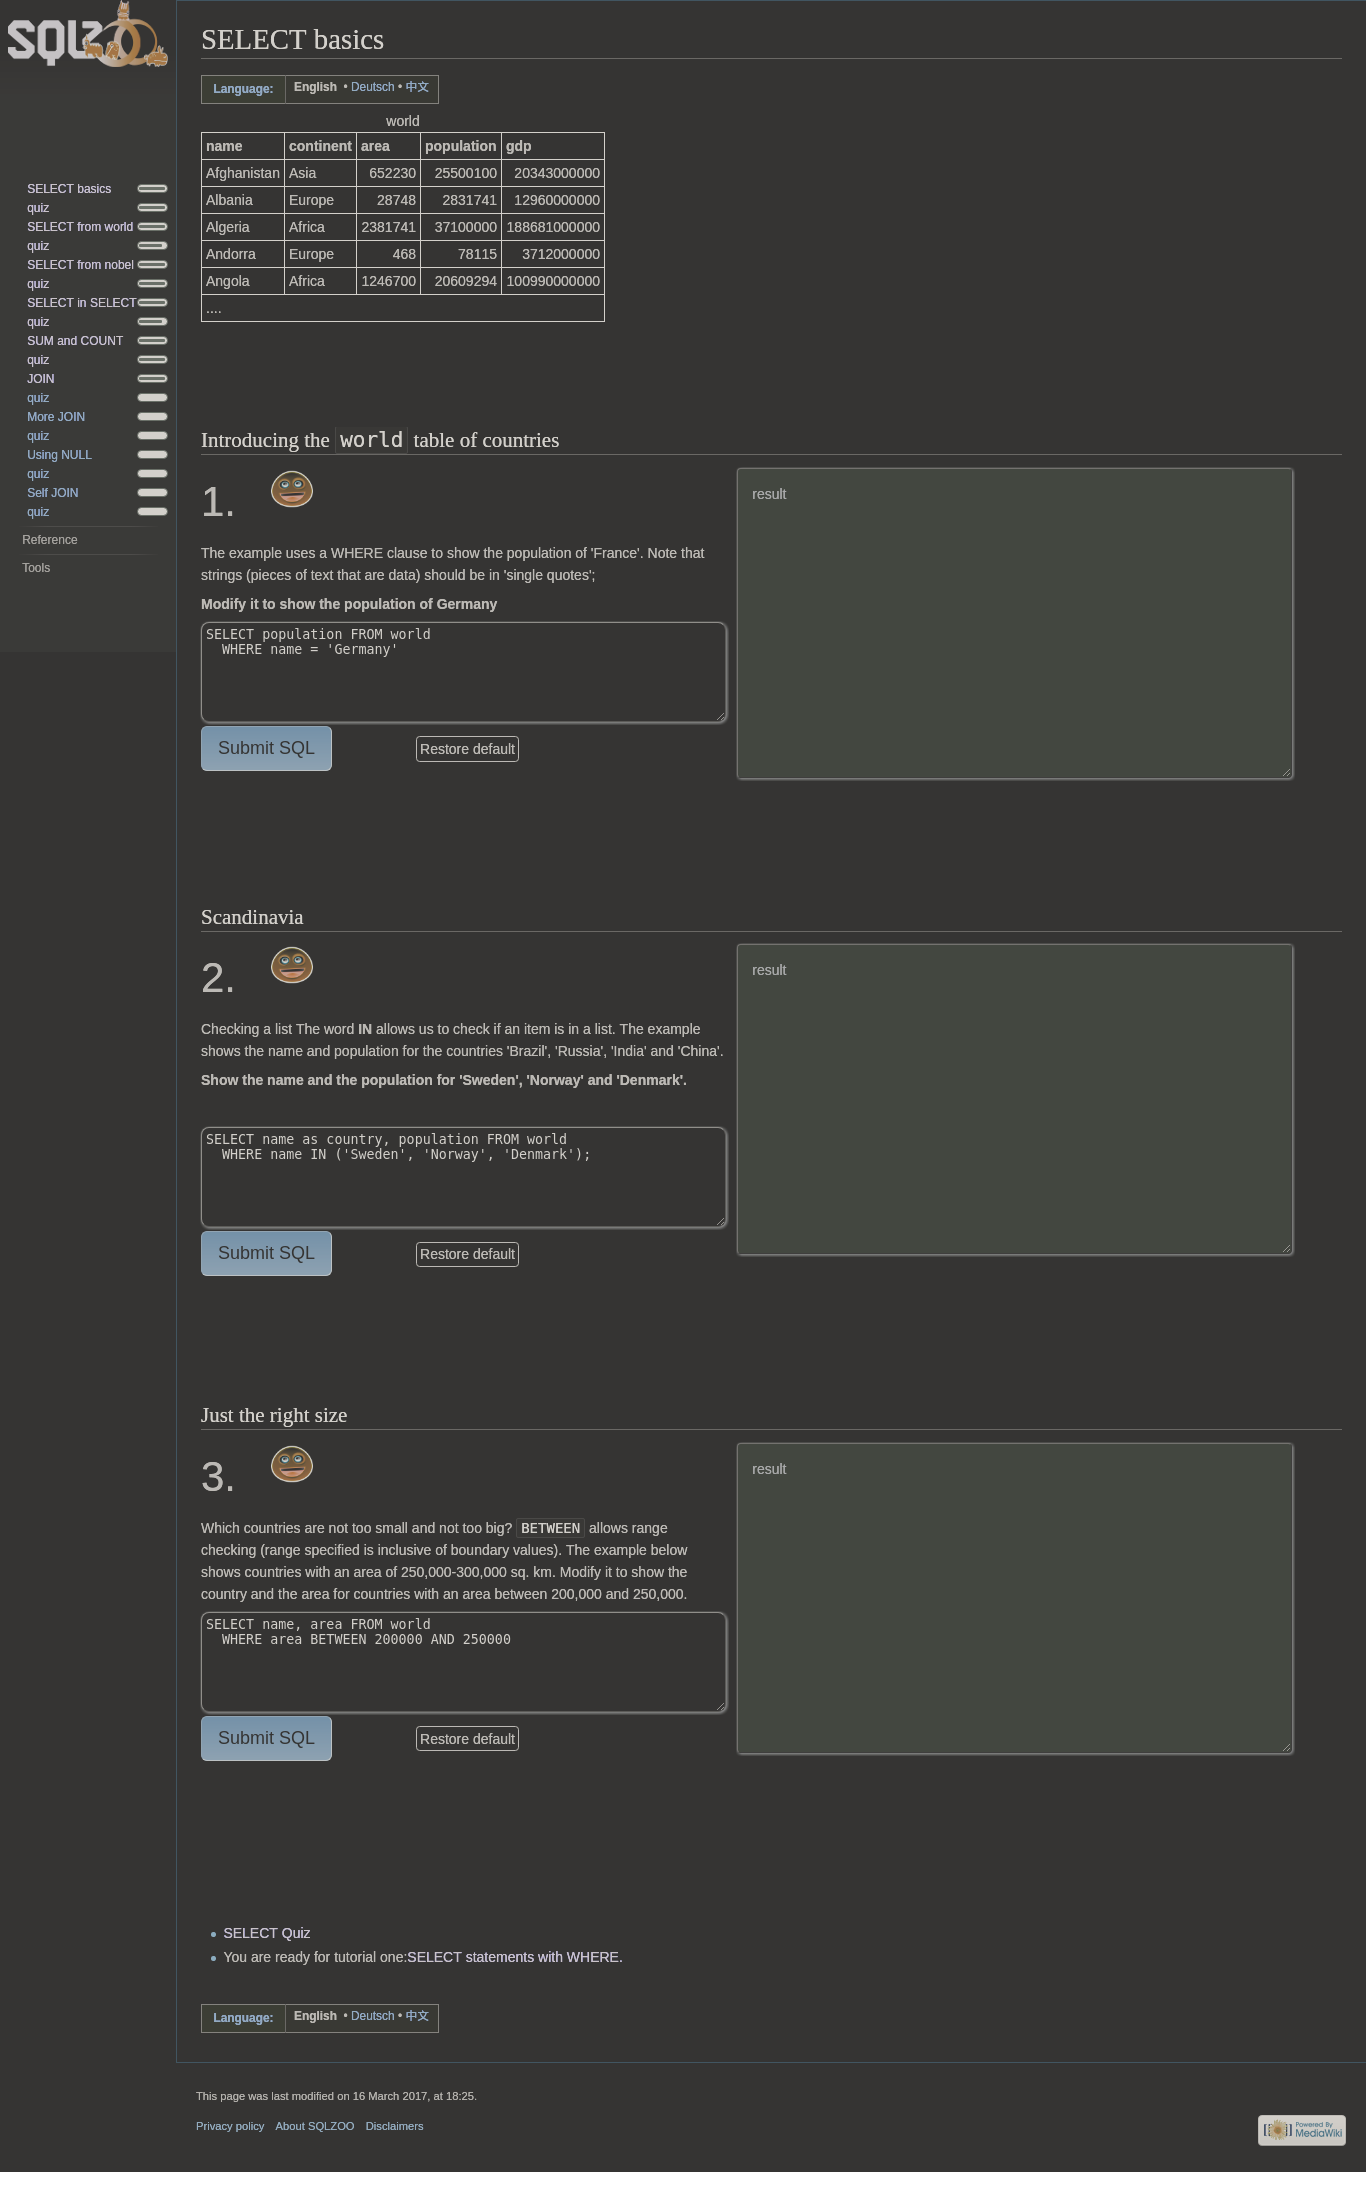 SQLZOO
SELECT basics
Language: English • Deutsch • 中文
world
name continent area population gdp
Afghanistan Asia 652230 25500100 20343000000
Albania Europe 28748 2831741 12960000000
Algeria Africa 2381741 37100000 188681000000
Andorra Europe 468 78115 3712000000
Angola Africa 1246700 20609294 100990000000
....
SELECT basics
quiz
SELECT from world
quiz
SELECT from nobel
quiz
SELECT in SELECT
quiz
SUM and COUNT
quiz
JOIN
quiz
More JOIN
quiz
Using NULL
quiz
Self JOIN
quiz
Reference
Tools
Introducing the world table of countries
1.
result
The example uses a WHERE clause to show the population of 'France'. Note that
strings (pieces of text that are data) should be in 'single quotes';
Modify it to show the population of Germany
SELECT population FROM world
WHERE name = 'Germany'
Submit SQL
Restore default
Scandinavia
2.
result
Checking a list The word IN allows us to check if an item is in a list. The example
shows the name and population for the countries 'Brazil', 'Russia', 'India' and 'China'.
Show the name and the population for 'Sweden', 'Norway' and 'Denmark'.
SELECT name as country, population FROM world
WHERE name IN ('Sweden', 'Norway', 'Denmark');
Submit SQL
Restore default
Just the right size
3.
result
Which countries are not too small and not too big? BETWEEN allows range
checking (range specified is inclusive of boundary values). The example below
shows countries with an area of 250,000-300,000 sq. km. Modify it to show the
country and the area for countries with an area between 200,000 and 250,000.
SELECT name, area FROM world
WHERE area BETWEEN 200000 AND 250000
Submit SQL
Restore default
SELECT Quiz
You are ready for tutorial one:SELECT statements with WHERE.
Language: English • Deutsch • 中文
This page was last modified on 16 March 2017, at 18:25.
Privacy policy About SQLZOO Disclaimers
Powered By
MediaWiki